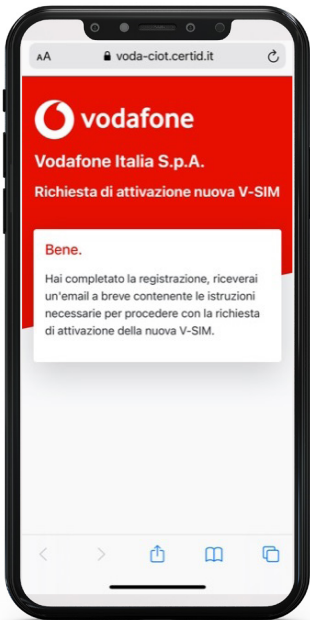 AA voda-ciot.certid.it
vodafone
Vodafone Italia S.p.A.
Richiesta di attivazione nuova V-SIM
Bene.
Hai completato la registrazione, riceverai
un'email a breve contenente le istruzioni
necessarie per procedere con la richiesta
di attivazione della nuova V-SIM.